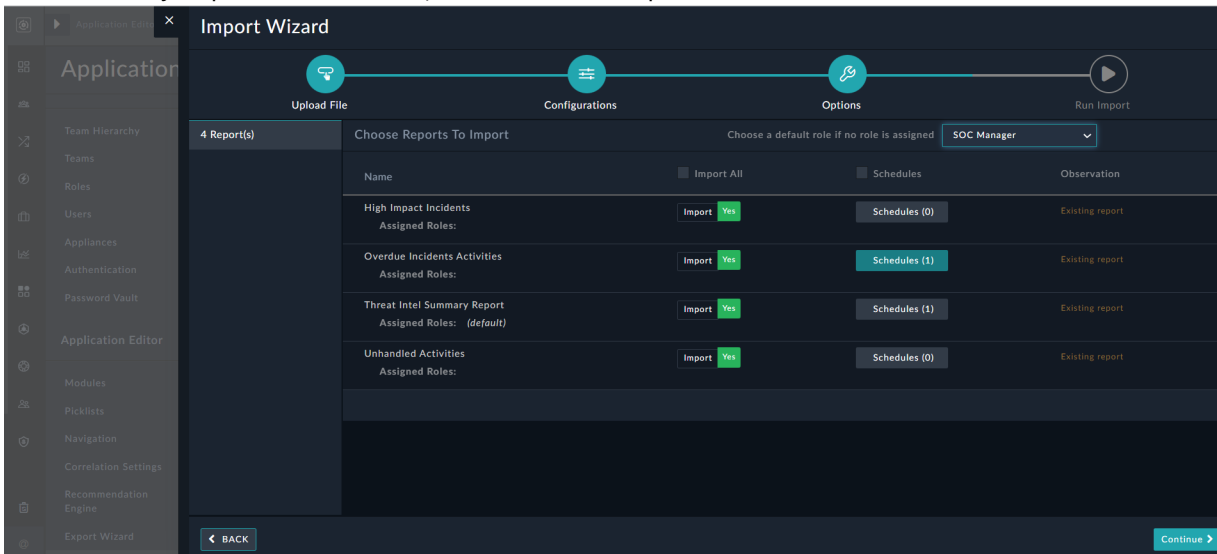 Application Edito
×
Import Wizard
Application
Upload File
Configurations
Options
Run Import
Team Hierarchy
Teams
Roles
Users
Appliances
Authentication
Password Vault
Application Editor
Modules
Picklists
Navigation
Correlation Settings
Recommendation
Engine
Export Wizard
4 Report(s)
Choose Reports To Import
Choose a default role if no role is assigned
SOC Manager
Name
Import All
Schedules
Observation
High Impact Incidents
Assigned Roles:
Import Yes
Schedules (0)
Existing report
Overdue Incidents Activities
Assigned Roles:
Import Yes
Schedules (1)
Existing report
Threat Intel Summary Report
Assigned Roles: (default)
Import Yes
Schedules (1)
Existing report
Unhandled Activities
Assigned Roles:
Import Yes
Schedules (0)
Existing report
BACK
Continue